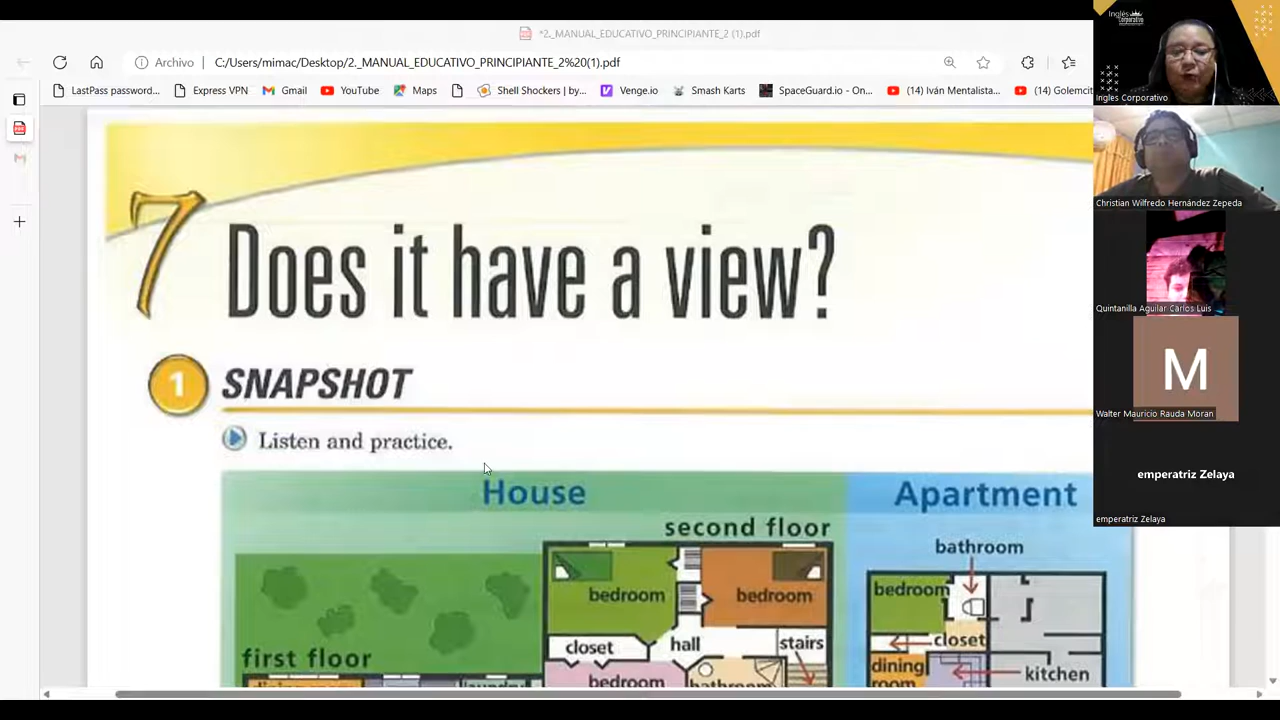 *2._MANUAL_EDUCATIVO_PRINCIPIANTE_2 (1).pdf
Archivo C:/Users/mimac/Desktop/2._MANUAL_EDUCATIVO_PRINCIPIANTE_2%20(1).pdf
LastPass password... Express VPN Gmail YouTube Maps Shell Shockers | by... Venge.io Smash Karts SpaceGuard.io - On... (14) Iván Mentalista... (14) Golemcit
7 Does it have a view?
1 SNAPSHOT
Listen and practice.
House
second floor
bedroom bedroom
closet hall stairs
first floor
bedroom bathroom
Apartment
bathroom
bedroom
closet
dining
room
kitchen
Inglés
Corporativo
Ingles Corporativo
Christian Wilfredo Hernández Zepeda
Quintanilla Aguilar Carlos Luis
M
Walter Mauricio Rauda Moran
emperatriz Zelaya
emperatriz Zelaya